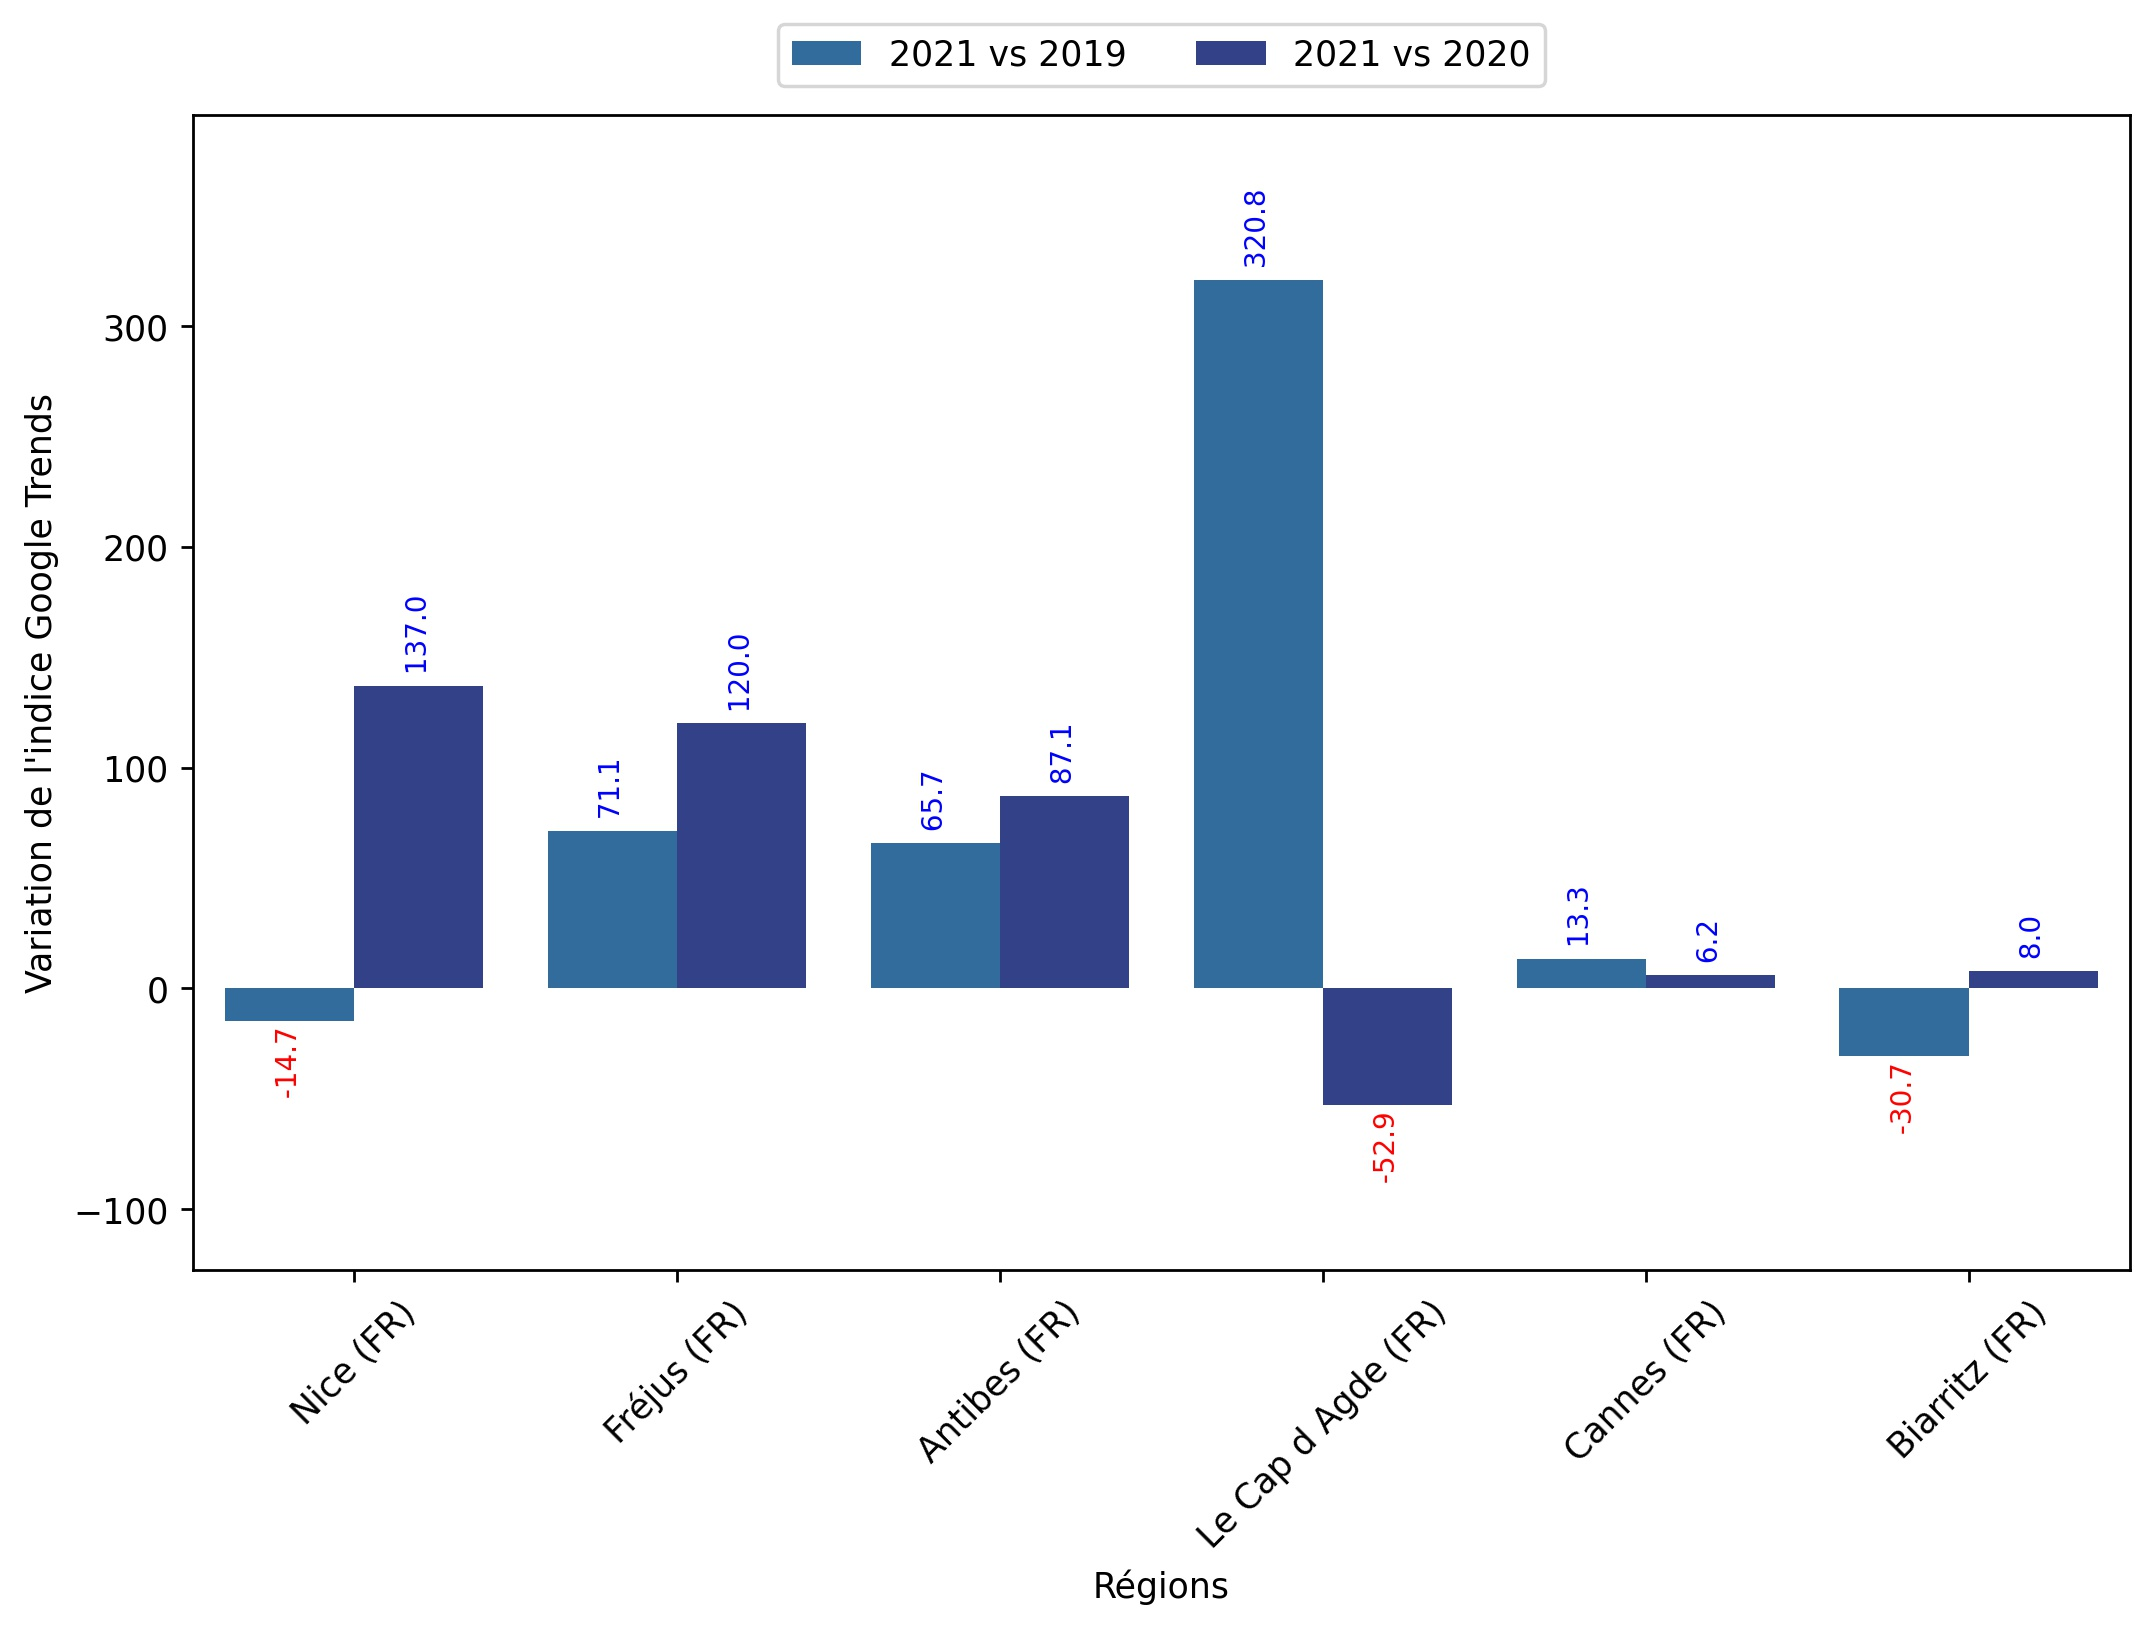 2021 vs 2019
2021 vs 2020
Variation de l'indice Google Trends
300
200
100
0
−100
-14.7
137.0
71.1
120.0
65.7
87.1
320.8
-52.9
13.3
6.2
-30.7
8.0
Nice (FR)
Fréjus (FR)
Antibes (FR)
Le Cap d Agde (FR)
Cannes (FR)
Biarritz (FR)
Régions